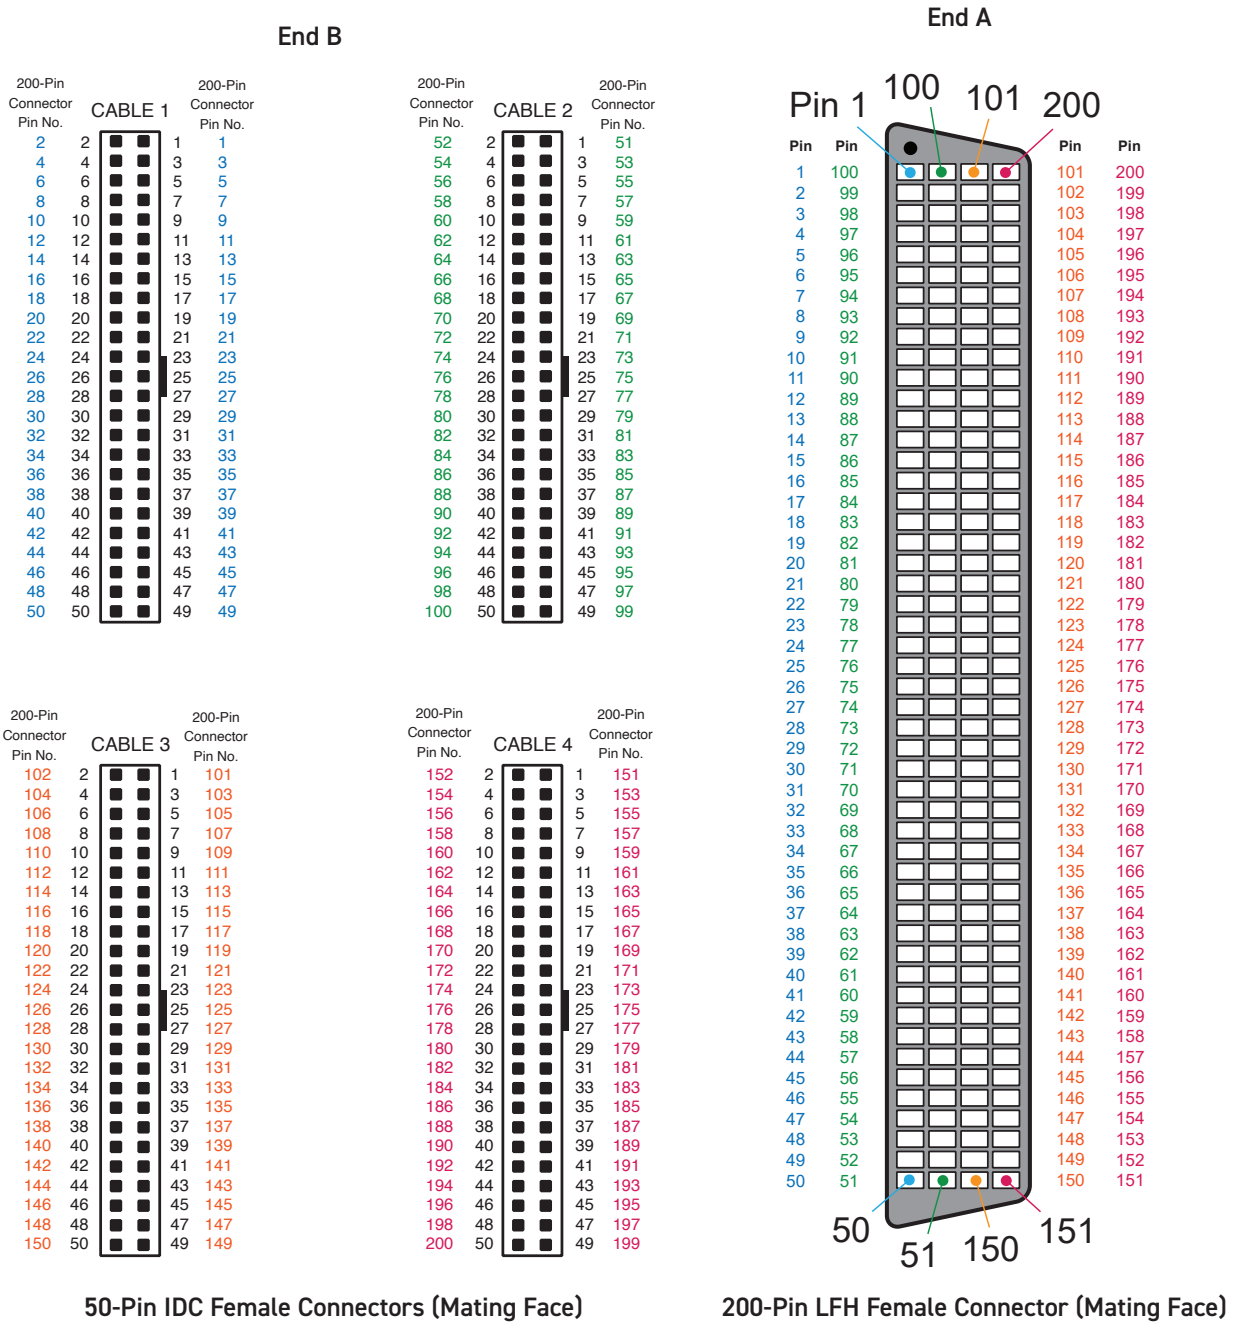 End B
End A
200-Pin
Connector
Pin No.
CABLE 1
200-Pin
Connector
Pin No.
2 2 1 1
4 4 3 3
6 6 5 5
8 8 7 7
10 10 9 9
12 12 11 11
14 14 13 13
16 16 15 15
18 18 17 17
20 20 19 19
22 22 21 21
24 24 23 23
26 26 25 25
28 28 27 27
30 30 29 29
32 32 31 31
34 34 33 33
36 36 35 35
38 38 37 37
40 40 39 39
42 42 41 41
44 44 43 43
46 46 45 45
48 48 47 47
50 50 49 49
200-Pin
Connector
Pin No.
CABLE 2
200-Pin
Connector
Pin No.
52 2 1 51
54 4 3 53
56 6 5 55
58 8 7 57
60 10 9 59
62 12 11 61
64 14 13 63
66 16 15 65
68 18 17 67
70 20 19 69
72 22 21 71
74 24 23 73
76 26 25 75
78 28 27 77
80 30 29 79
82 32 31 81
84 34 33 83
86 36 35 85
88 38 37 87
90 40 39 89
92 42 41 91
94 44 43 93
96 46 45 95
98 48 47 97
100 50 49 99
200-Pin
Connector
Pin No.
CABLE 3
200-Pin
Connector
Pin No.
102 2 1 101
104 4 3 103
106 6 5 105
108 8 7 107
110 10 9 109
112 12 11 111
114 14 13 113
116 16 15 115
118 18 17 117
120 20 19 119
122 22 21 121
124 24 23 123
126 26 25 125
128 28 27 127
130 30 29 129
132 32 31 131
134 34 33 133
136 36 35 135
138 38 37 137
140 40 39 139
142 42 41 141
144 44 43 143
146 46 45 145
148 48 47 147
150 50 49 149
200-Pin
Connector
Pin No.
CABLE 4
200-Pin
Connector
Pin No.
152 2 1 151
154 4 3 153
156 6 5 155
158 8 7 157
160 10 9 159
162 12 11 161
164 14 13 163
166 16 15 165
168 18 17 167
170 20 19 169
172 22 21 171
174 24 23 173
176 26 25 175
178 28 27 177
180 30 29 179
182 32 31 181
184 34 33 183
186 36 35 185
188 38 37 187
190 40 39 189
192 42 41 191
194 44 43 193
196 46 45 195
198 48 47 197
200 50 49 199
50-Pin IDC Female Connectors (Mating Face)
Pin 1 100 101 200
Pin Pin Pin Pin
1 100 101 200
2 99 102 199
3 98 103 198
4 97 104 197
5 96 105 196
6 95 106 195
7 94 107 194
8 93 108 193
9 92 109 192
10 91 110 191
11 90 111 190
12 89 112 189
13 88 113 188
14 87 114 187
15 86 115 186
16 85 116 185
17 84 117 184
18 83 118 183
19 82 119 182
20 81 120 181
21 80 121 180
22 79 122 179
23 78 123 178
24 77 124 177
25 76 125 176
26 75 126 175
27 74 127 174
28 73 128 173
29 72 129 172
30 71 130 171
31 70 131 170
32 69 132 169
33 68 133 168
34 67 134 167
35 66 135 166
36 65 136 165
37 64 137 164
38 63 138 163
39 62 139 162
40 61 140 161
41 60 141 160
42 59 142 159
43 58 143 158
44 57 144 157
45 56 145 156
46 55 146 155
47 54 147 154
48 53 148 153
49 52 149 152
50 51 150 151
50 51 150 151
200-Pin LFH Female Connector (Mating Face)